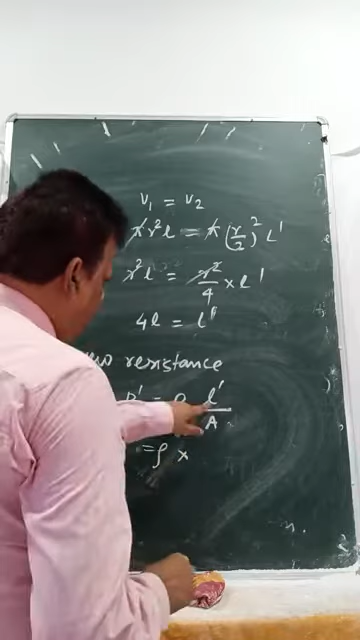 V₁ = V₂
πr²l = π(r/2)² l'
r²l = r²/4 × l'
4l = l'
resistance
R' = ρ l'/A
= ρ ×